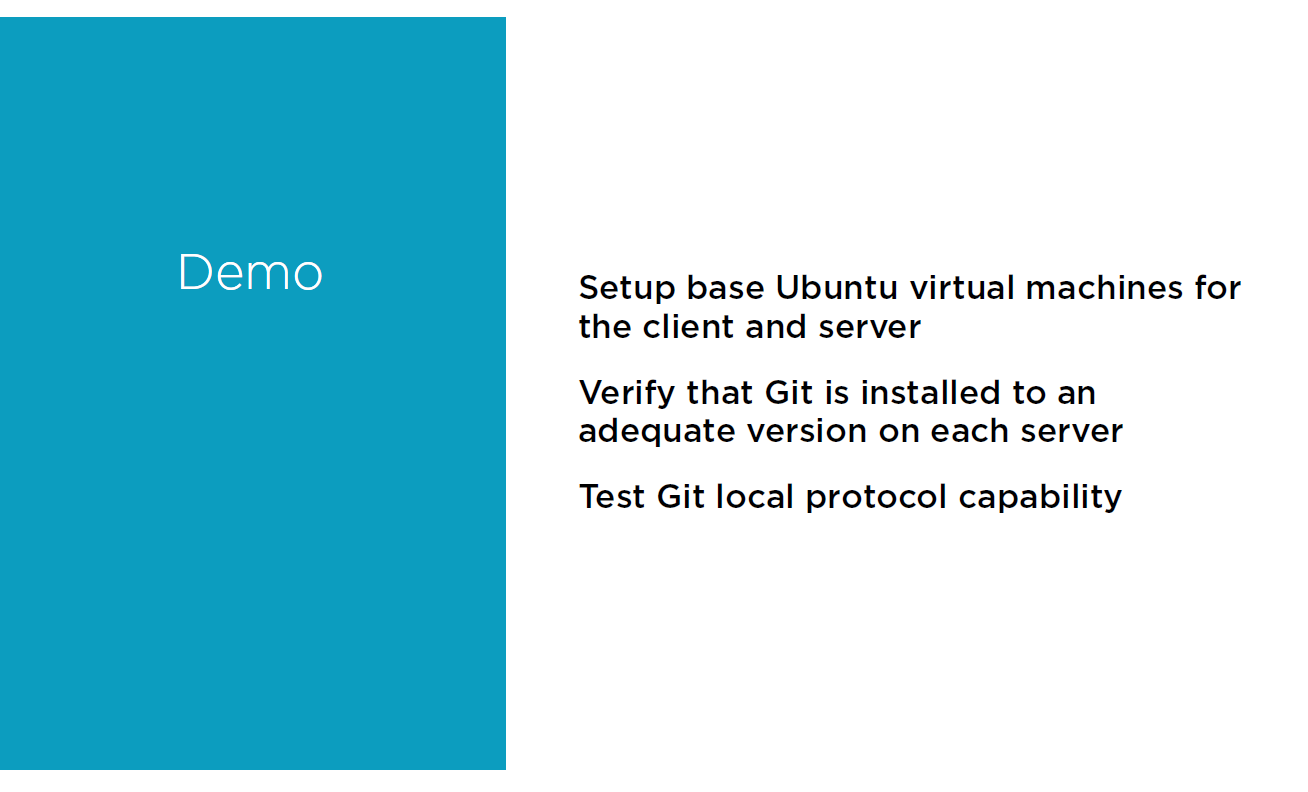 Demo
Setup base Ubuntu virtual machines for
the client and server
Verify that Git is installed to an
adequate version on each server
Test Git local protocol capability